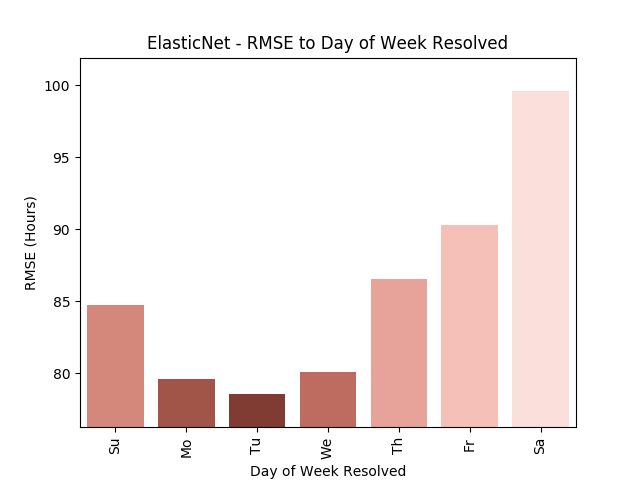 ElasticNet - RMSE to Day of Week Resolved
100
95
90
85
80
RMSE (Hours)
Su
Mo
Tu
We
Th
Fr
Sa
Day of Week Resolved